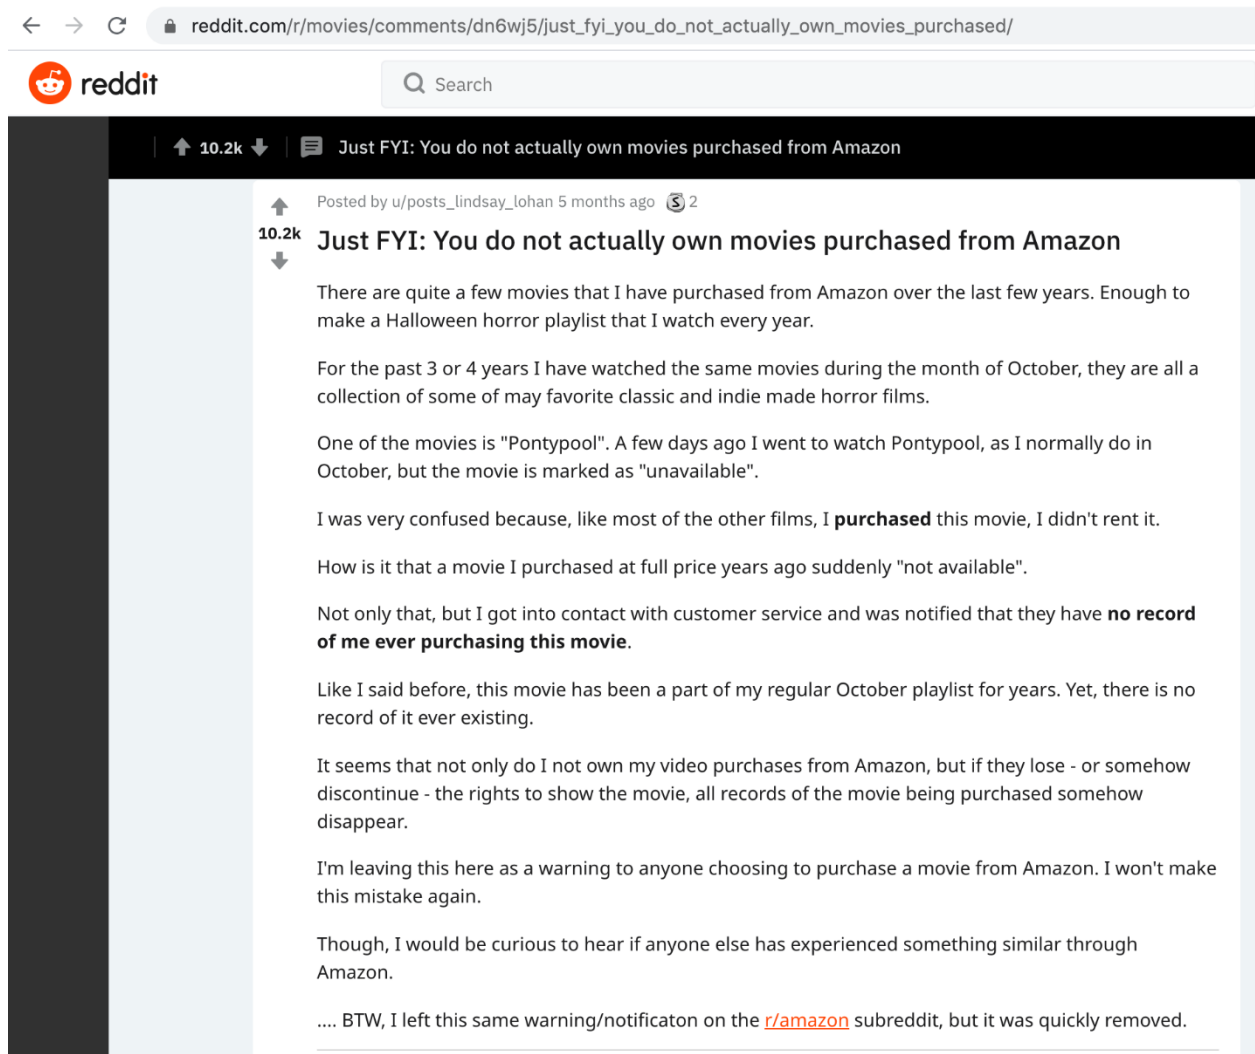 reddit.com/r/movies/comments/dn6wj5/just_fyi_you_do_not_actually_own_movies_purchased/
reddit
Search
10.2k
Just FYI: You do not actually own movies purchased from Amazon
Posted by u/posts_lindsay_lohan 5 months ago S 2
10.2k
Just FYI: You do not actually own movies purchased from Amazon
There are quite a few movies that I have purchased from Amazon over the last few years. Enough to
make a Halloween horror playlist that I watch every year.
For the past 3 or 4 years I have watched the same movies during the month of October, they are all a
collection of some of may favorite classic and indie made horror films.
One of the movies is "Pontypool". A few days ago I went to watch Pontypool, as I normally do in
October, but the movie is marked as "unavailable".
I was very confused because, like most of the other films, I purchased this movie, I didn't rent it.
How is it that a movie I purchased at full price years ago suddenly "not available".
Not only that, but I got into contact with customer service and was notified that they have no record
of me ever purchasing this movie.
Like I said before, this movie has been a part of my regular October playlist for years. Yet, there is no
record of it ever existing.
It seems that not only do I not own my video purchases from Amazon, but if they lose - or somehow
discontinue - the rights to show the movie, all records of the movie being purchased somehow
disappear.
I'm leaving this here as a warning to anyone choosing to purchase a movie from Amazon. I won't make
this mistake again.
Though, I would be curious to hear if anyone else has experienced something similar through
Amazon.
.... BTW, I left this same warning/notificaton on the r/amazon subreddit, but it was quickly removed.